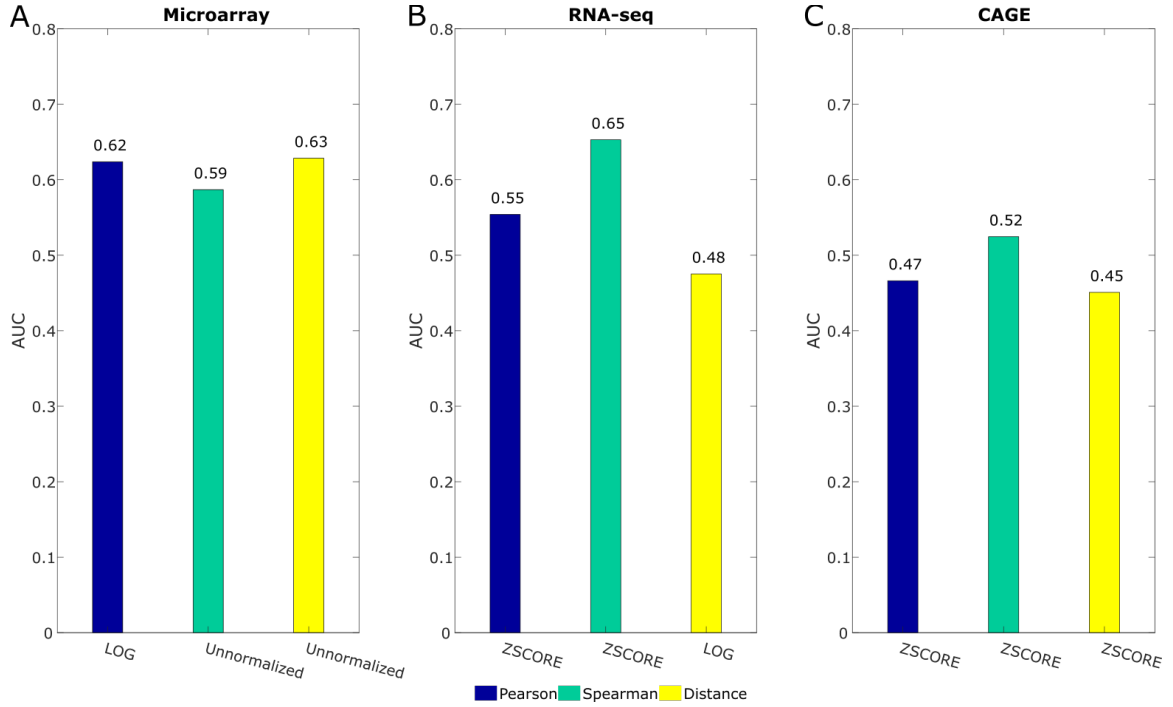 A
Microarray
0.8
0.7
0.6
0.5
0.4
0.3
0.2
0.1
0
AUC
0.62
0.59
0.63
LOG
Unnormalized
Unnormalized
B
RNA-seq
0.8
0.7
0.6
0.5
0.4
0.3
0.2
0.1
0
AUC
0.55
0.65
0.48
ZSCORE
ZSCORE
LOG
C
CAGE
0.8
0.7
0.6
0.5
0.4
0.3
0.2
0.1
0
AUC
0.47
0.52
0.45
ZSCORE
ZSCORE
ZSCORE
Pearson Spearman Distance